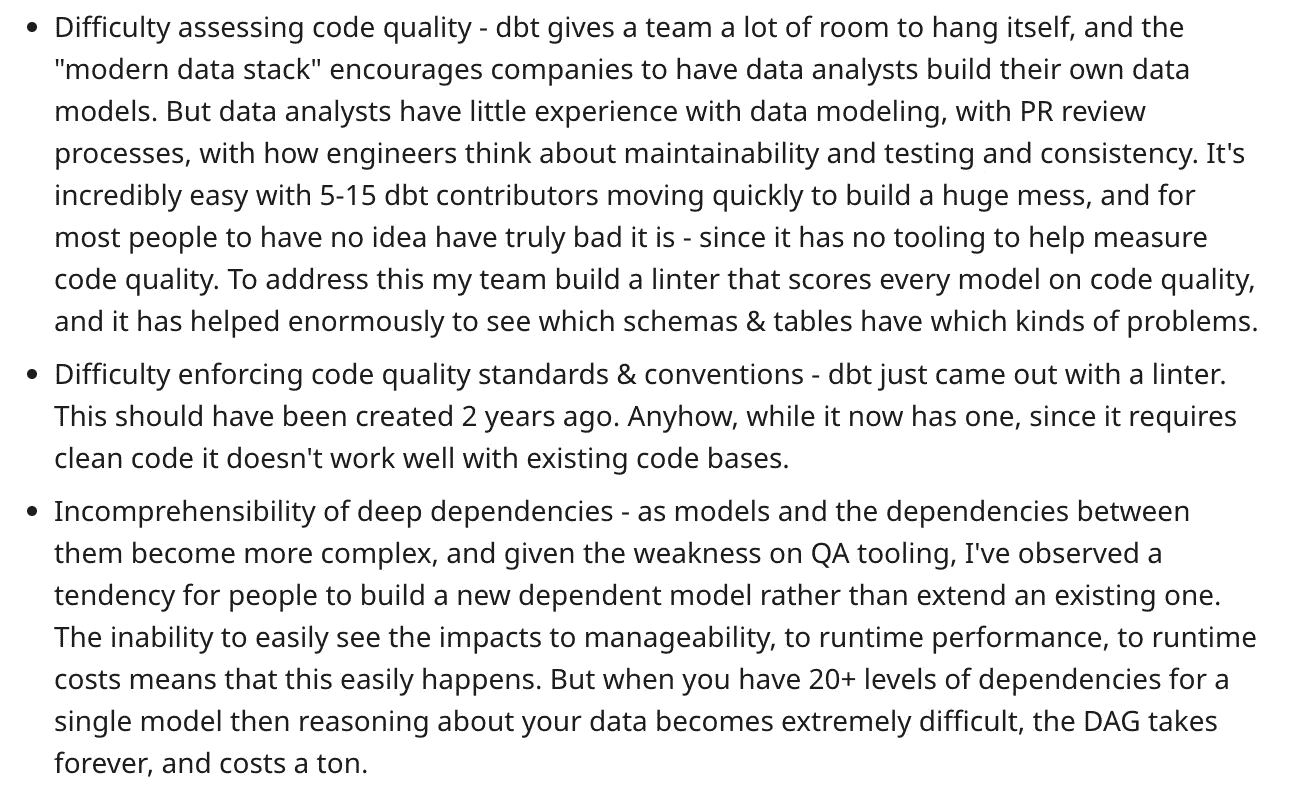 • Difficulty assessing code quality - dbt gives a team a lot of room to hang itself, and the
"modern data stack" encourages companies to have data analysts build their own data
models. But data analysts have little experience with data modeling, with PR review
processes, with how engineers think about maintainability and testing and consistency. It's
incredibly easy with 5-15 dbt contributors moving quickly to build a huge mess, and for
most people to have no idea have truly bad it is - since it has no tooling to help measure
code quality. To address this my team build a linter that scores every model on code quality,
and it has helped enormously to see which schemas & tables have which kinds of problems.
• Difficulty enforcing code quality standards & conventions - dbt just came out with a linter.
This should have been created 2 years ago. Anyhow, while it now has one, since it requires
clean code it doesn't work well with existing code bases.
• Incomprehensibility of deep dependencies - as models and the dependencies between
them become more complex, and given the weakness on QA tooling, I've observed a
tendency for people to build a new dependent model rather than extend an existing one.
The inability to easily see the impacts to manageability, to runtime performance, to runtime
costs means that this easily happens. But when you have 20+ levels of dependencies for a
single model then reasoning about your data becomes extremely difficult, the DAG takes
forever, and costs a ton.